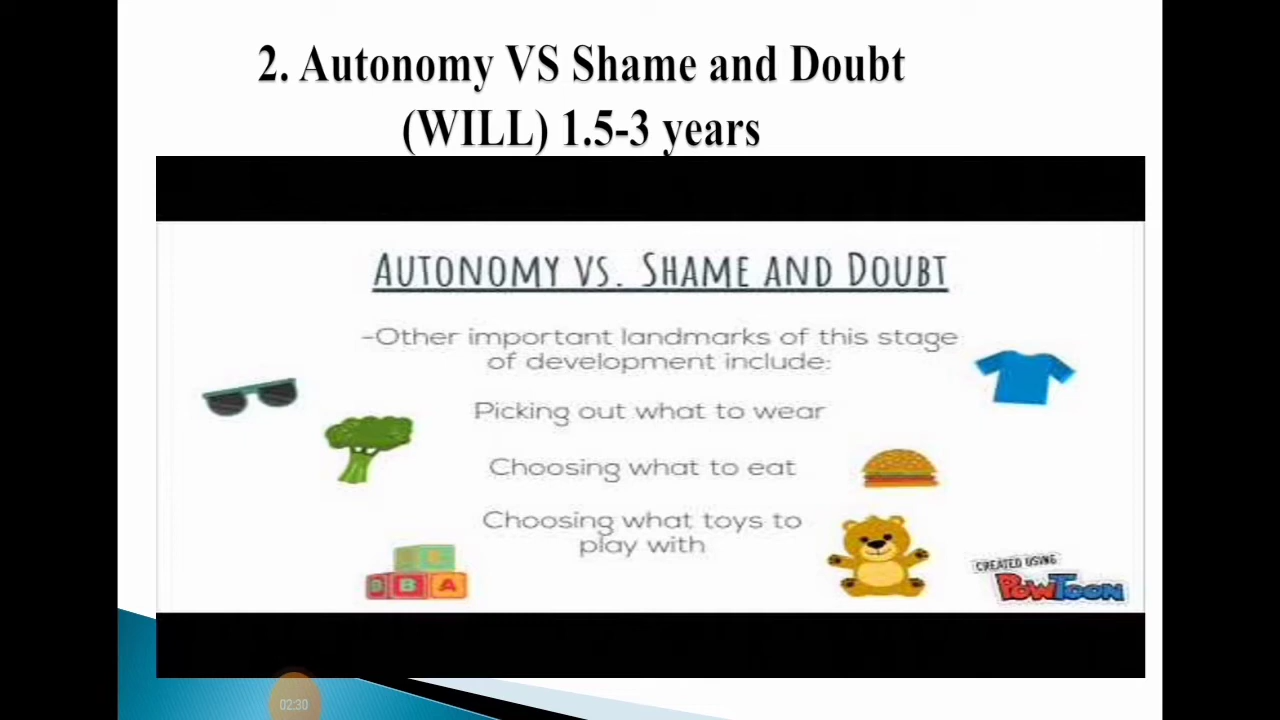 2. Autonomy VS Shame and Doubt
(WILL) 1.5-3 years
AUTONOMY VS. SHAME AND DOUBT
-Other important landmarks of this stage
of development include:
Picking out what to wear
Choosing what to eat
Choosing what toys to
play with
B A
CREATED USING
POWTOON
02:30